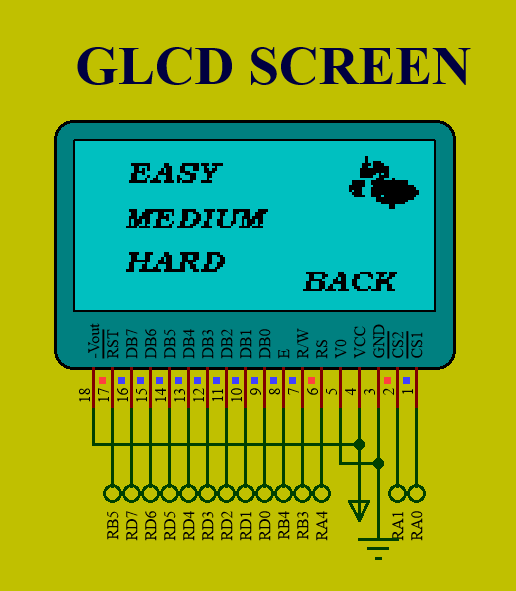 GLCD SCREEN
EASY
MEDIUM
HARD
BACK
-Vout RST DB7 DB6 DB5 DB4 DB3 DB2 DB1 DB0 E R/W RS V0 VCC GND CS2 CS1
18 17 16 15 14 13 12 11 10 9 8 7 6 5 4 3 2 1
RB5 RD7 RD6 RD5 RD4 RD3 RD2 RD1 RD0 RB4 RB3 RA4 RA1 RA0